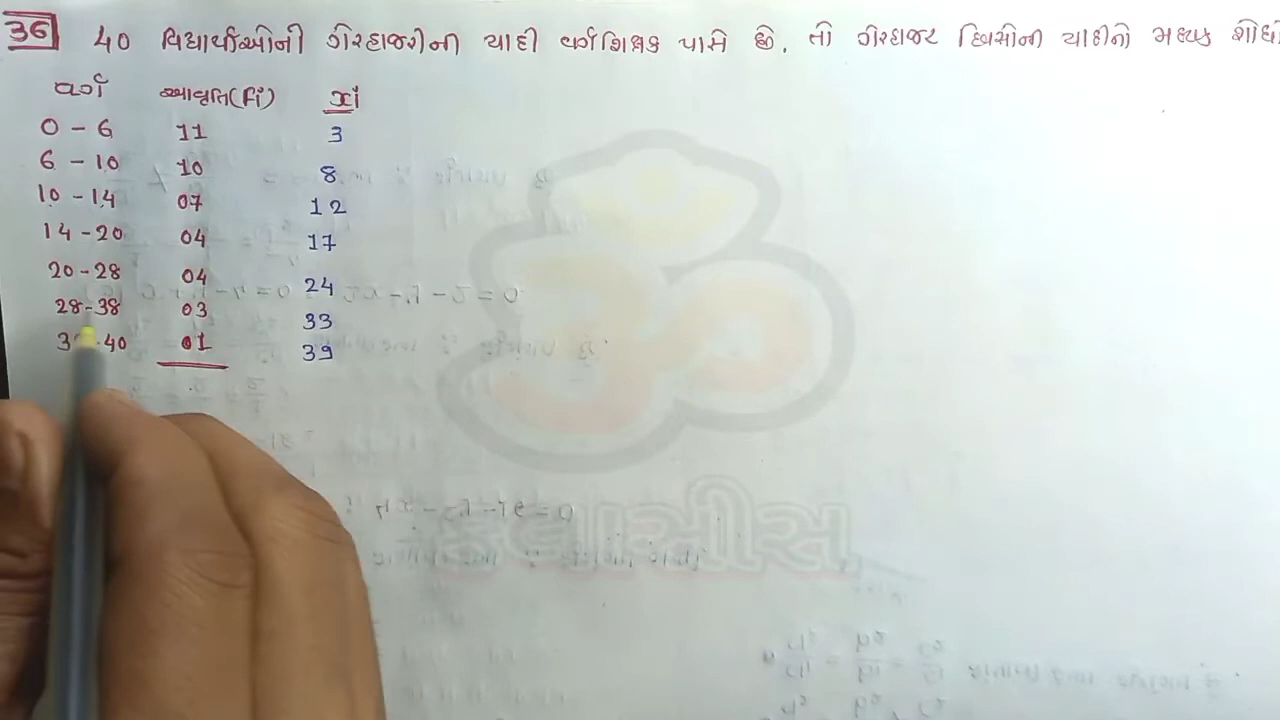 36 40 વિદ્યાર્થીઓની ગેરહાજરીની યાદી વર્ગશિક્ષક પાસે છે. તો ગેરહાજર દિવસોની યાદીનો મધ્યક શોધો
વર્ગ આવૃત્તિ(fi) xi
0 - 6 11 3
6 - 10 10 8
10 - 14 07 12
14 - 20 04 17
20 - 28 04 24
28 - 38 03 33
40 01 39
ક્લાસીસ